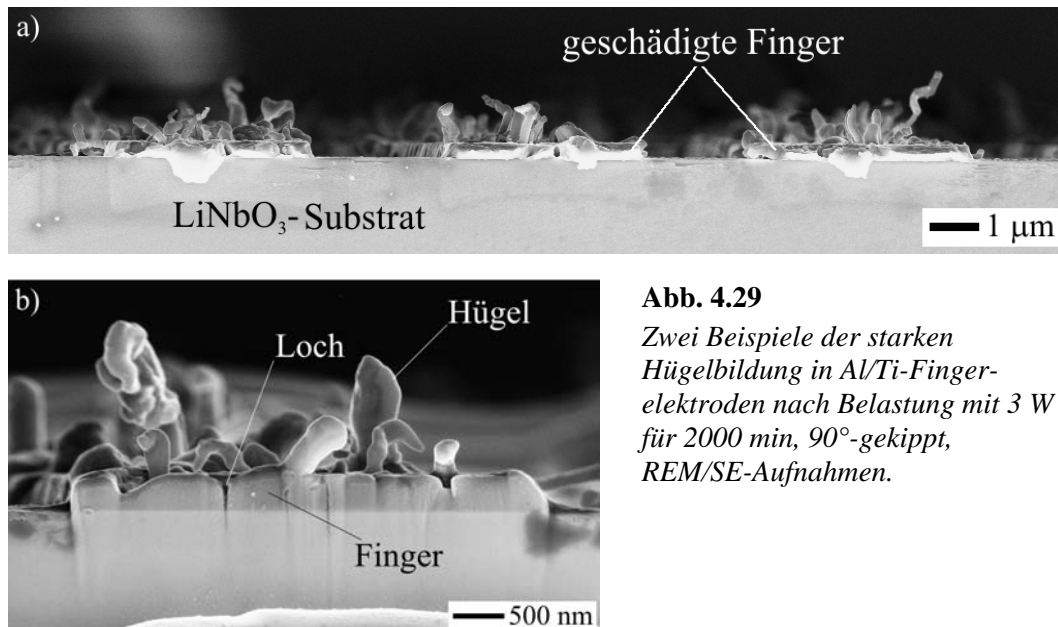 a)
geschädigte Finger
LiNbO₃-Substrat
1 µm
b)
Loch
Hügel
Finger
500 nm
Abb. 4.29
Zwei Beispiele der starken
Hügelbildung in Al/Ti-Finger-
elektroden nach Belastung mit 3 W
für 2000 min, 90°-gekippt,
REM/SE-Aufnahmen.